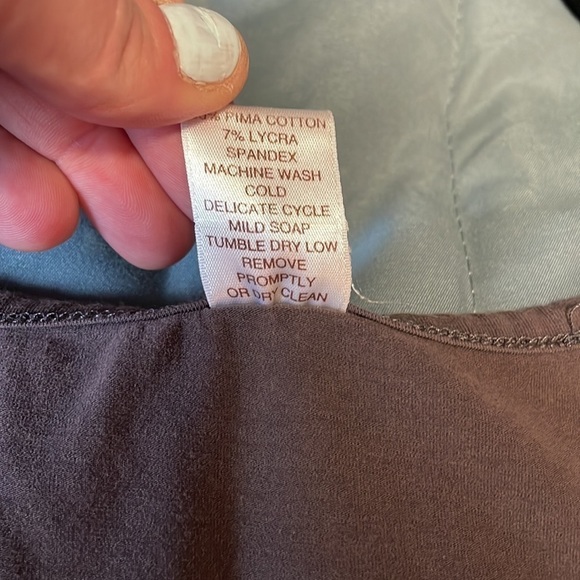 % PIMA COTTON
7% LYCRA
SPANDEX
MACHINE WASH
COLD
DELICATE CYCLE
MILD SOAP
TUMBLE DRY LOW
REMOVE
PROMPTLY
OR DRY CLEAN